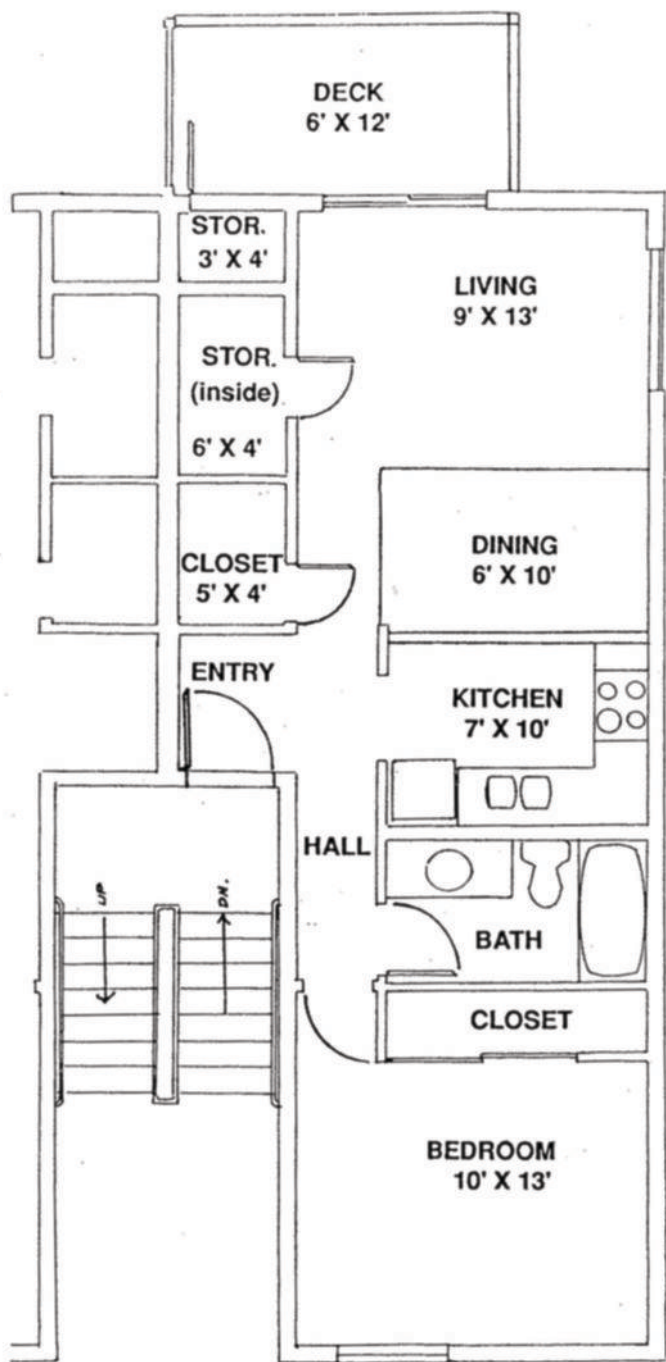 DECK
6' X 12'
STOR.
3' X 4'
LIVING
9' X 13'
STOR.
(inside)
6' X 4'
DINING
6' X 10'
CLOSET
5' X 4'
ENTRY
KITCHEN
7' X 10'
HALL
UP
DN.
BATH
CLOSET
BEDROOM
10' X 13'